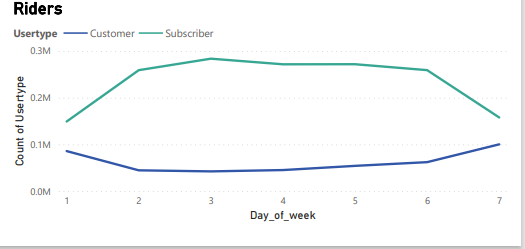 Riders
Usertype Customer Subscriber
0.3M
0.2M
0.1M
0.0M
Count of Usertype
1 2 3 4 5 6 7
Day_of_week